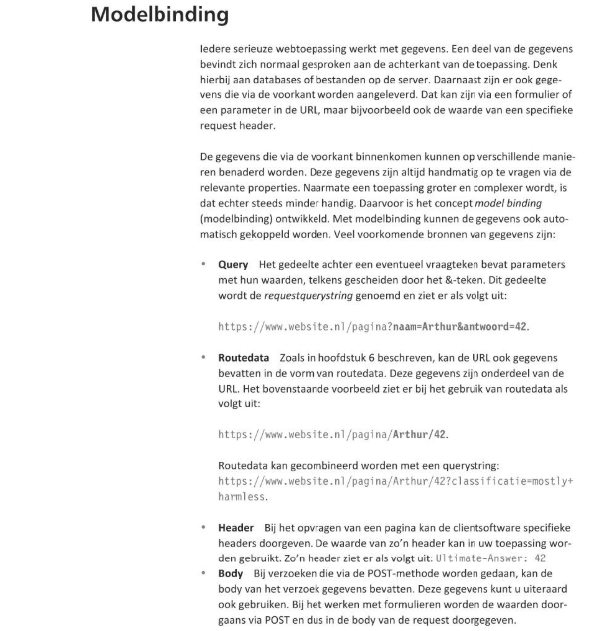 Modelbinding
Iedere serieuze webtoepassing werkt met gegevens. Een deel van de gegevens
bevindt zich normaal gesproken aan de achterkant van de toepassing. Denk
hierbij aan databases of bestanden op de server. Daarnaast zijn er ook gege-
vens die via de voorkant worden aangeleverd. Dat kan zijn via een formulier of
een parameter in de URL, maar bijvoorbeeld ook de waarde van een specifieke
request header.
De gegevens die via de voorkant binnenkomen kunnen op verschillende manie-
ren benaderd worden. Deze gegevens zijn altijd handmatig op te vragen via de
relevante properties. Naarmate een toepassing groter en complexer wordt, is
dat echter steeds minder handig. Daarvoor is het concept model binding
(modelbinding) ontwikkeld. Met modelbinding kunnen de gegevens ook auto-
matisch gekoppeld worden. Veel voorkomende bronnen van gegevens zijn:
• Query Het gedeelte achter een eventueel vraagteken bevat parameters
met hun waarden, telkens gescheiden door het &-teken. Dit gedeelte
wordt de requestquerystring genoemd en ziet er als volgt uit:
https://www.website.nl/pagina?naam=Arthur&antwoord=42.
• Routedata Zoals in hoofdstuk 6 beschreven, kan de URL ook gegevens
bevatten in de vorm van routedata. Deze gegevens zijn onderdeel van de
URL. Het bovenstaande voorbeeld ziet er bij het gebruik van routedata als
volgt uit:
https://www.website.nl/pagina/Arthur/42.
Routedata kan gecombineerd worden met een querystring:
https://www.website.nl/pagina/Arthur/42?classificatie=mostly+
harmless.
• Header Bij het opvragen van een pagina kan de clientsoftware specifieke
headers doorgeven. De waarde van zo'n header kan in uw toepassing wor-
den gebruikt. Zo'n header ziet er als volgt uit: Ultimate-Answer: 42
• Body Bij verzoeken die via de POST-methode worden gedaan, kan de
body van het verzoek gegevens bevatten. Deze gegevens kunt u uiteraard
ook gebruiken. Bij het werken met formulieren worden de waarden door-
gaans via POST en dus in de body van de request doorgegeven.